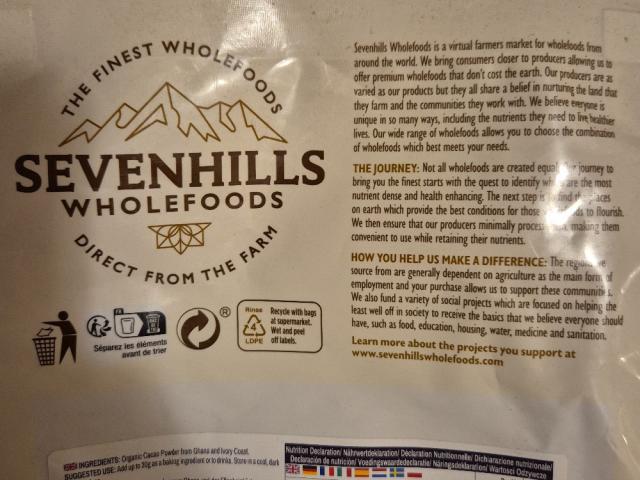 THE FINEST WHOLEFOODS
SEVENHILLS
WHOLEFOODS
DIRECT FROM THE FARM
FR
Séparez les éléments
avant de trier
®
Rinse
4
LDPE
Recycle with bags
at supermarket.
Wet and peel
off labels.
Sevenhills Wholefoods is a virtual farmers market for wholefoods from
around the world. We bring consumers closer to producers allowing us to
offer premium wholefoods that don't cost the earth. Our producers are as
varied as our products but they all share a belief in nurturing the land that
they farm and the communities they work with. We believe everyone is
unique in so many ways, including the nutrients they need to live healthier
lives. Our wide range of wholefoods allows you to choose the combination
of wholefoods which best meets your needs.
THE JOURNEY: Not all wholefoods are created equal journey to
bring you the finest starts with the quest to identify are the most
nutrient dense and health enhancing. The next step is find
on earth which provide the best conditions for those to flourish.
We then ensure that our producers minimally making them
convenient to use while retaining their nutrients.
HOW YOU HELP US MAKE A DIFFERENCE: The
source from are generally dependent on agriculture as the main form of
employment and your purchase allows us to support these communities.
We also fund a variety of social projects which are focused on helping the
least well off in society to receive the basics that we believe everyone should
have, such as food, education, housing, water, medicine and sanitation.
Learn more about the projects you support at
www.sevenhillswholefoods.com
INGREDIENTS: Organic Cacao Powder from Ghana and Ivory Coast.
SUGGESTED USE: Add up to 20g as a baking ingredient or to drinks. Store in a cool, dark
Nutrition Declaration/ Nährwertdeklaration/ Déclaration Nutritionnelle/ Dichiarazione nutrizionale/
Declaración de nutrición/ Voedingswaardedeclaratie/ Näringsdeklaration/ Wartości Odżywcze